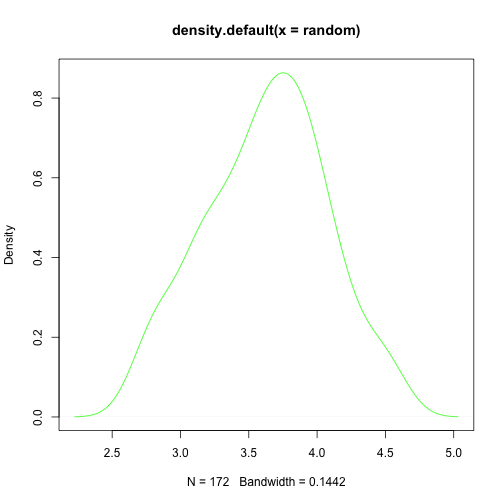 density.default(x = random)
Density
0.0
0.2
0.4
0.6
0.8
2.5 3.0 3.5 4.0 4.5 5.0
N = 172 Bandwidth = 0.1442